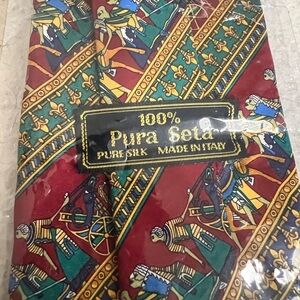 100%
Pura Seta
PURE SILK MADE IN ITALY